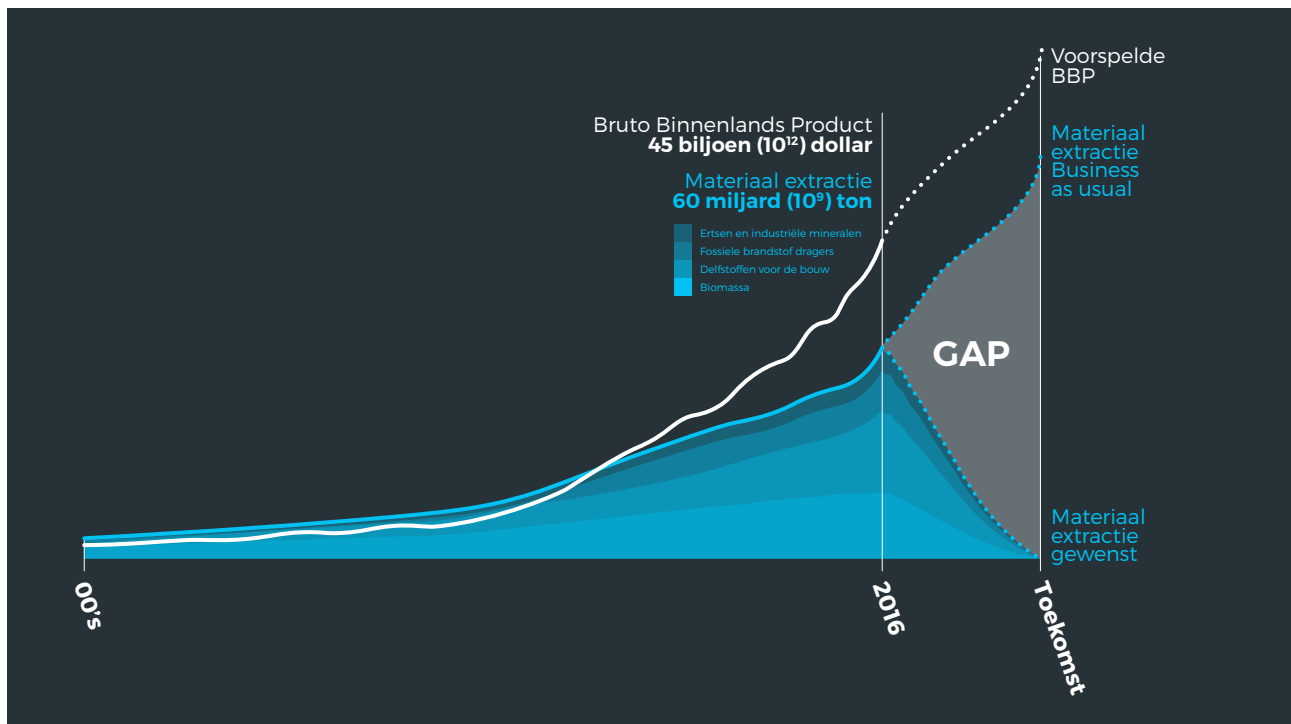 Voorspelde
BBP
Bruto Binnenlands Product
45 biljoen (10¹²) dollar
Materiaal extractie
60 miljard (10⁹) ton
Ertsen en industriële mineralen
Fossiele brandstof dragers
Delfstoffen voor de bouw
Biomassa
Materiaal
extractie
Business
as usual
GAP
Materiaal
extractie
gewenst
00's
2016
Toekomst